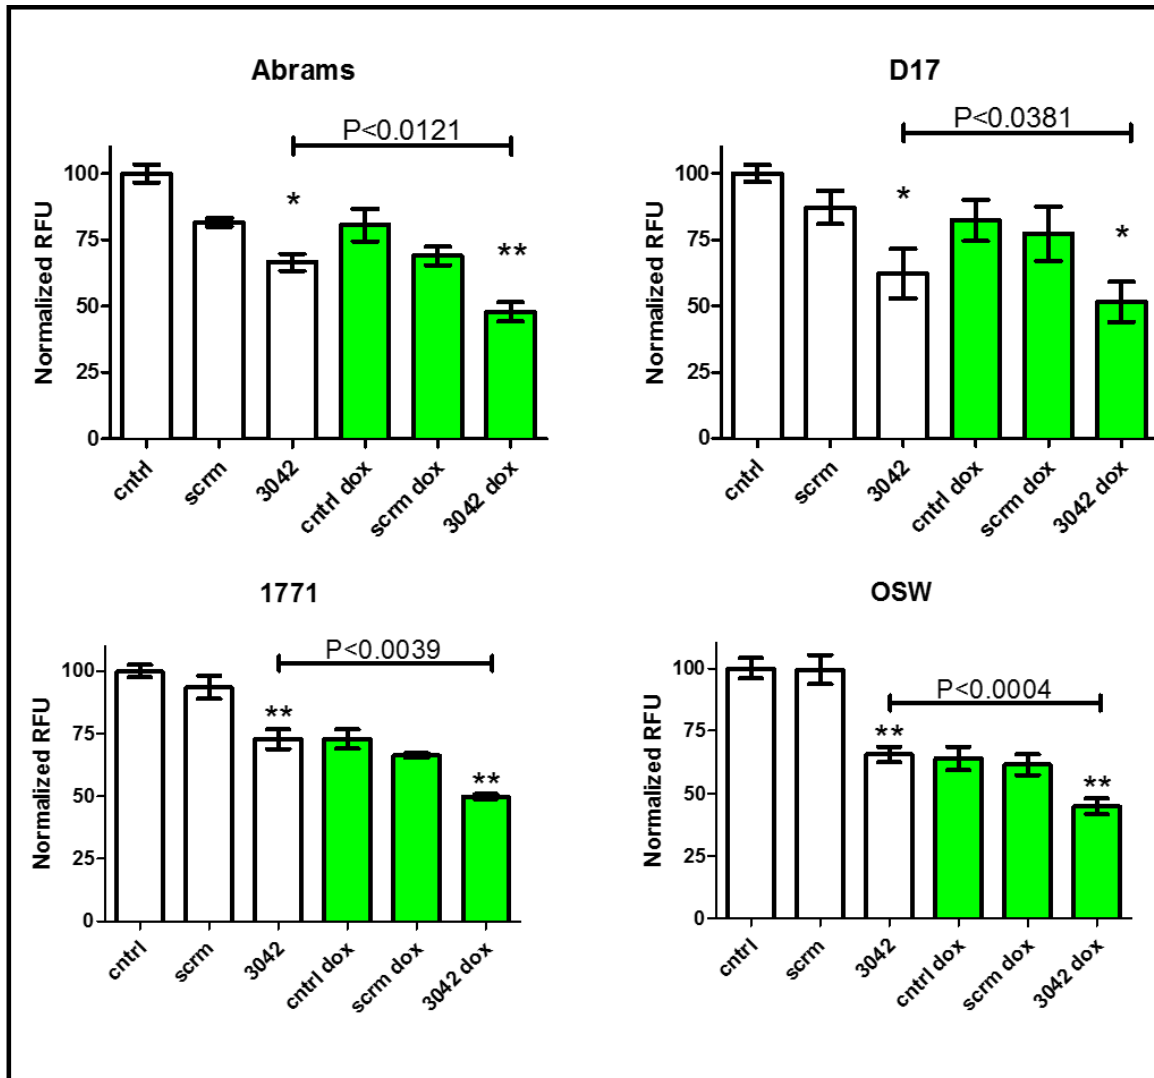 Abrams
P<0.0121
Normalized RFU
100
75
50
25
0
*
**
cntrl
scrm
3042
cntrl dox
scrm dox
3042 dox
D17
P<0.0381
Normalized RFU
100
75
50
25
0
*
*
cntrl
scrm
3042
cntrl dox
scrm dox
3042 dox
1771
P<0.0039
Normalized RFU
100
75
50
25
0
**
**
cntrl
scrm
3042
cntrl dox
scrm dox
3042 dox
OSW
P<0.0004
Normalized RFU
100
75
50
25
0
**
**
cntrl
scrm
3042
cntrl dox
scrm dox
3042 dox